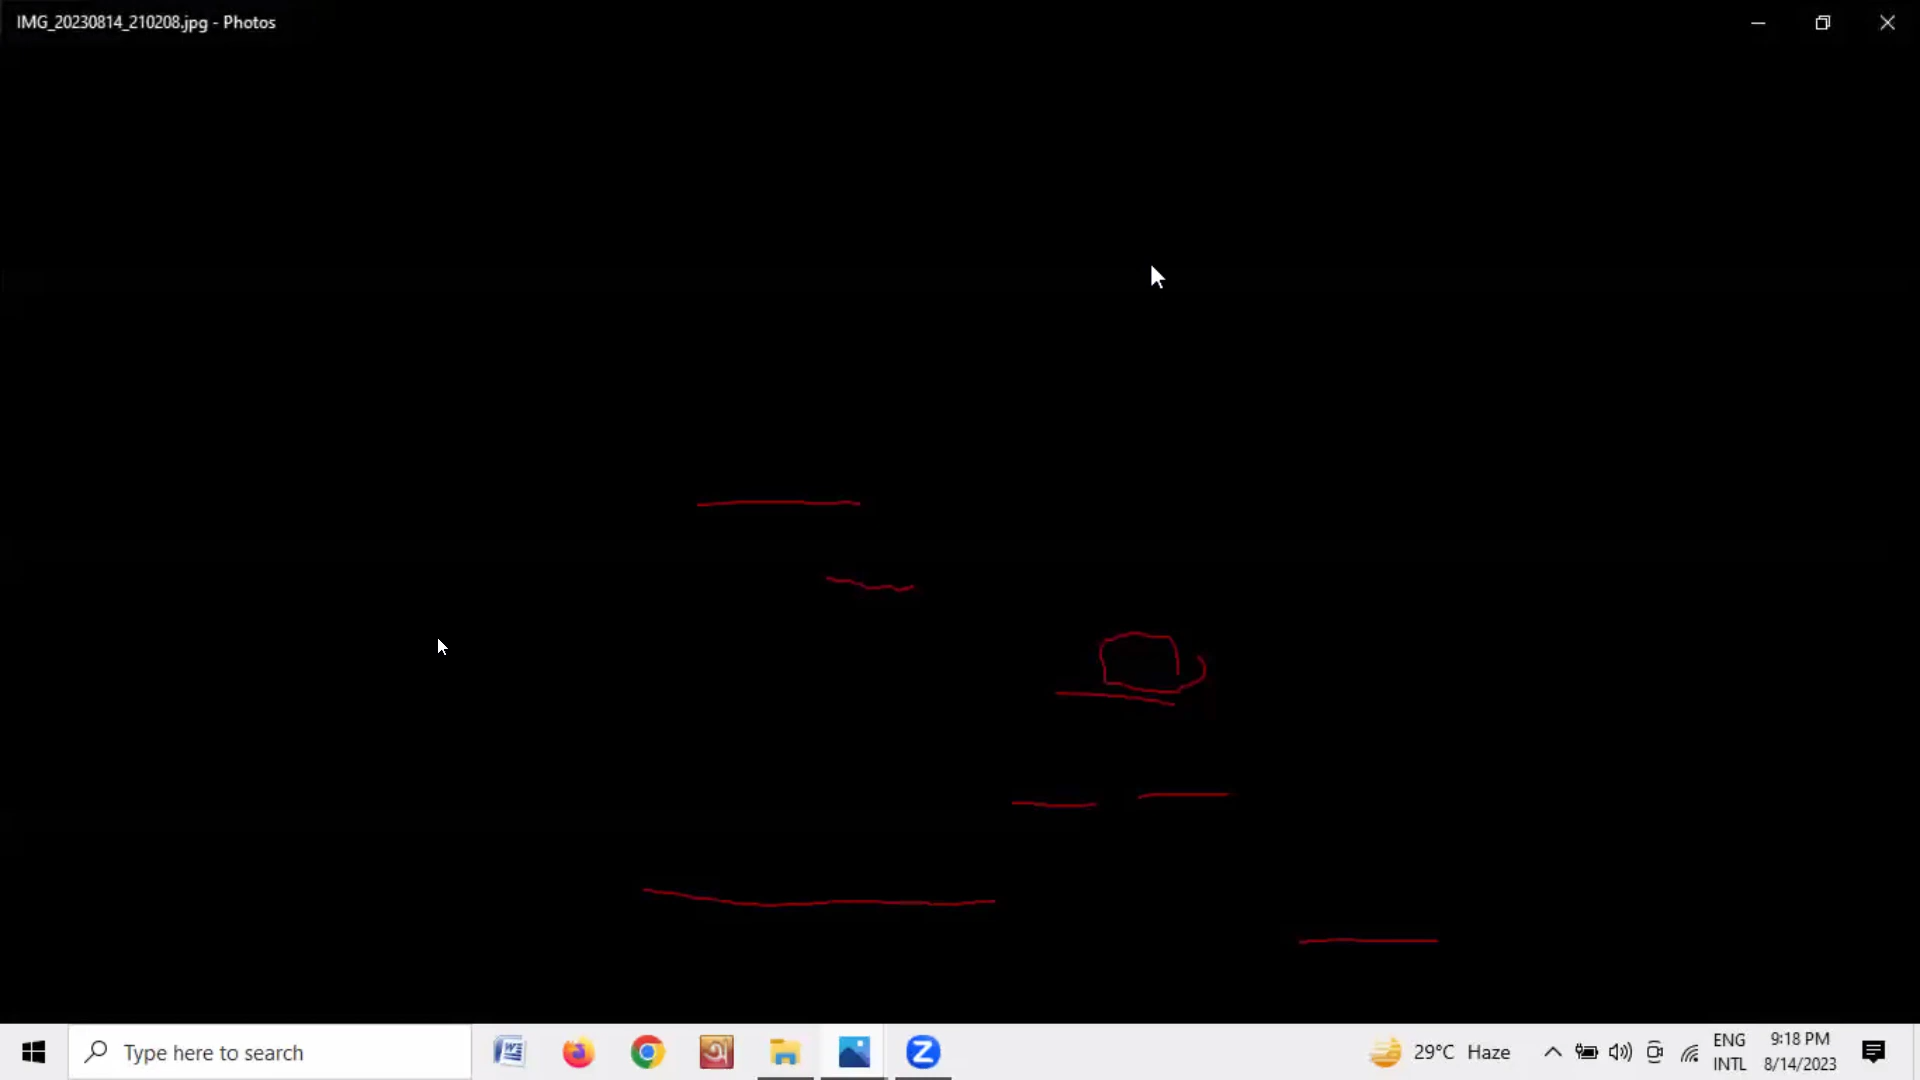 IMG_20230814_210208.jpg - Photos
Type here to search
অ
Z
29°C Haze
ENG
INTL
9:18 PM
8/14/2023